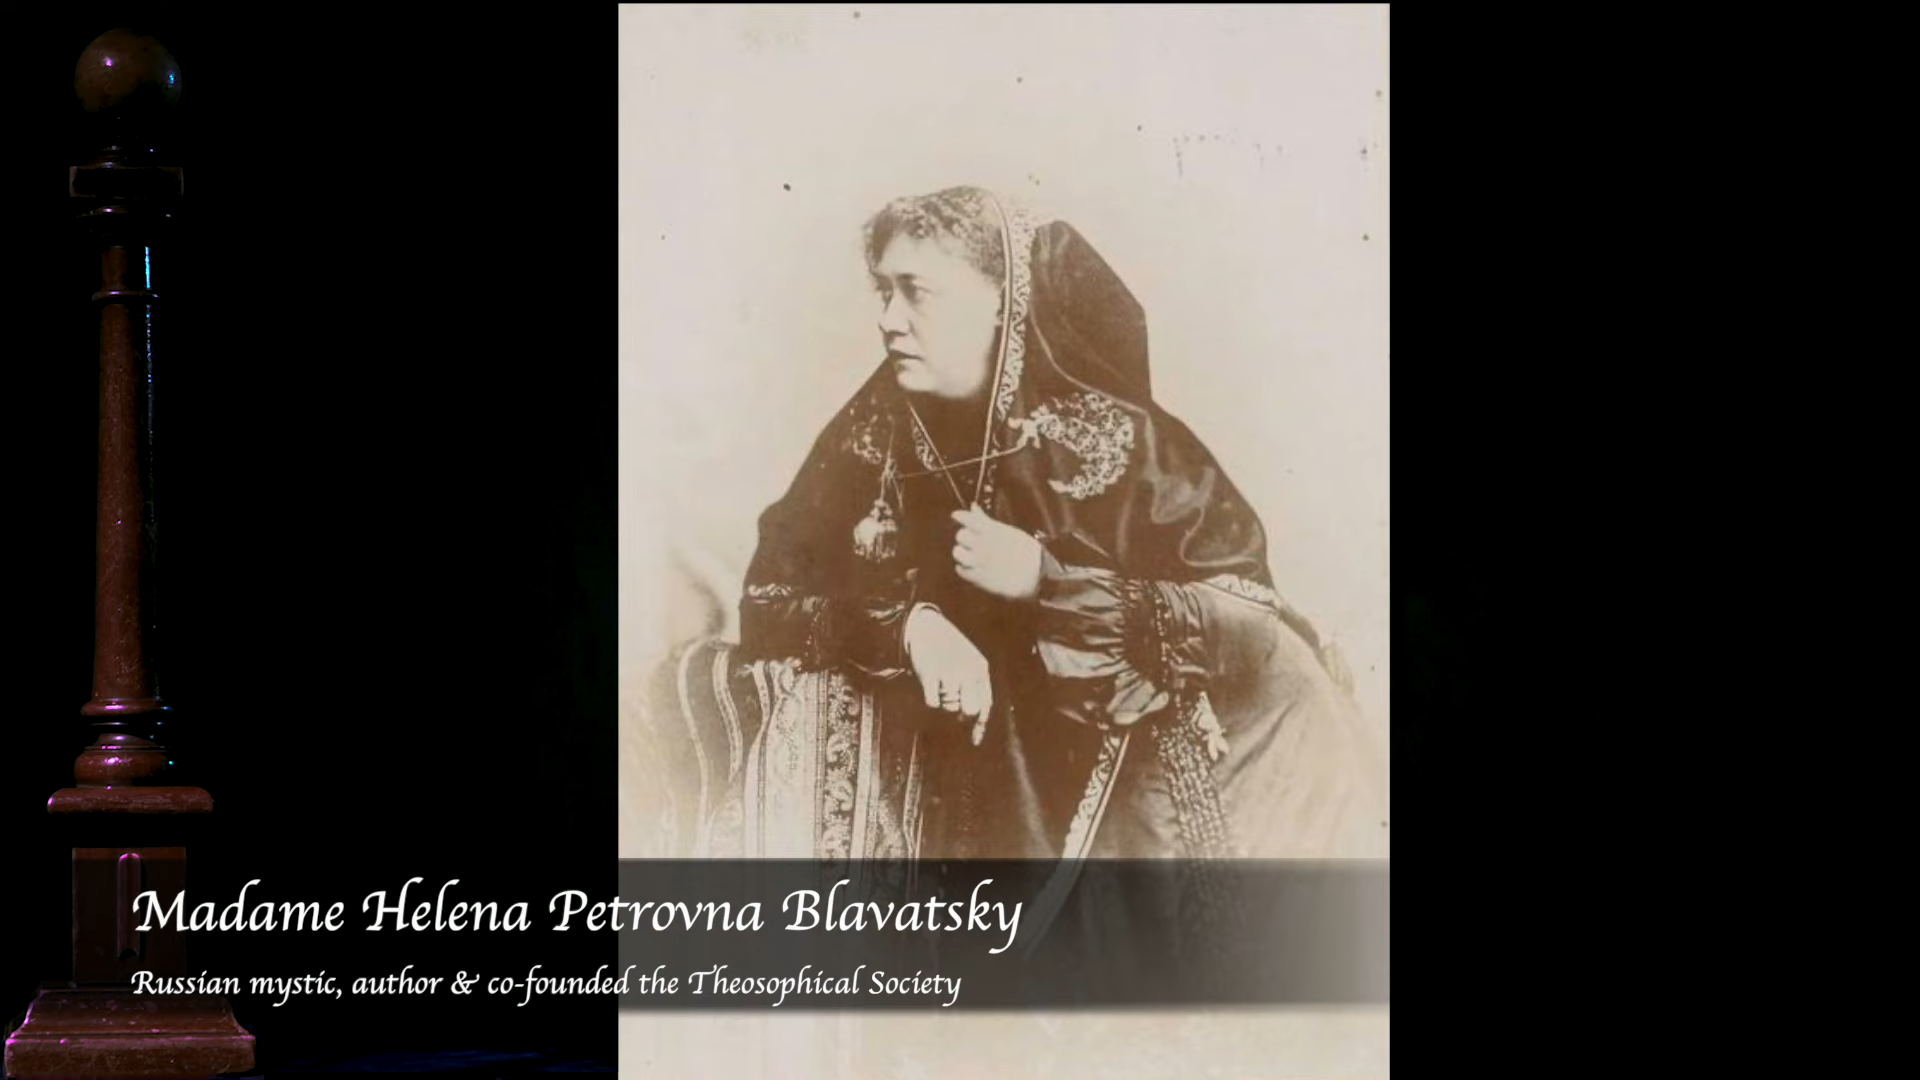 Madame Helena Petrovna Blavatsky
Russian mystic, author & co-founded the Theosophical Society